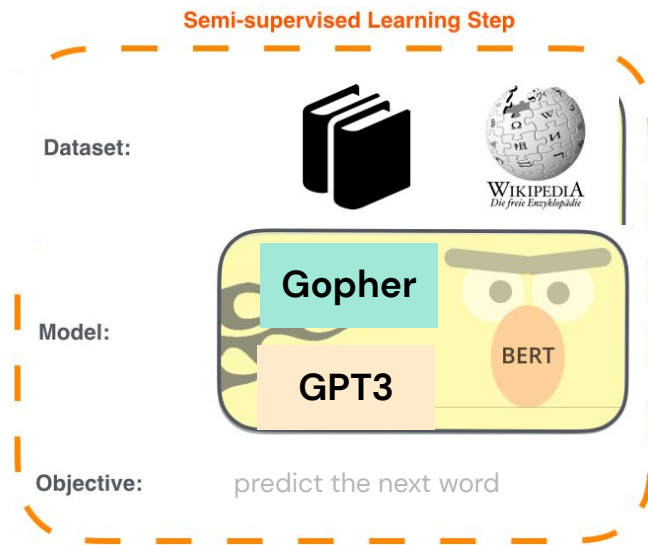 Semi-supervised Learning Step
Dataset:
WIKIPEDIA
Die freie Enzyklopädie
Model:
Gopher
GPT3
BERT
Objective:
predict the next word